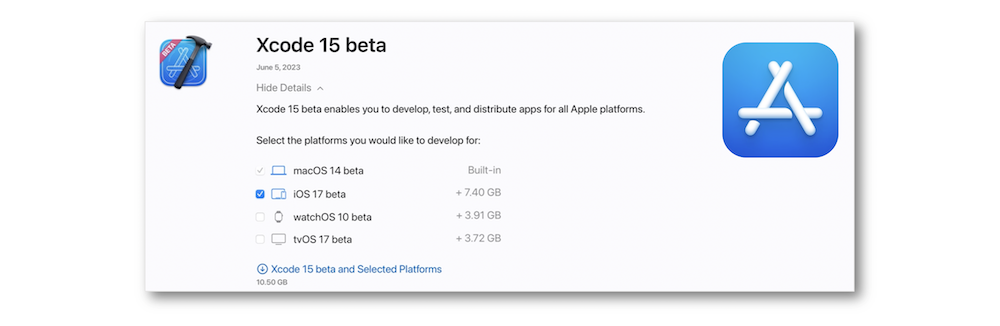 BETA
Xcode 15 beta
June 5, 2023
Hide Details
Xcode 15 beta enables you to develop, test, and distribute apps for all Apple platforms.
Select the platforms you would like to develop for:
macOS 14 beta Built-in
iOS 17 beta + 7.40 GB
watchOS 10 beta + 3.91 GB
tvOS 17 beta + 3.72 GB
Xcode 15 beta and Selected Platforms
10.50 GB